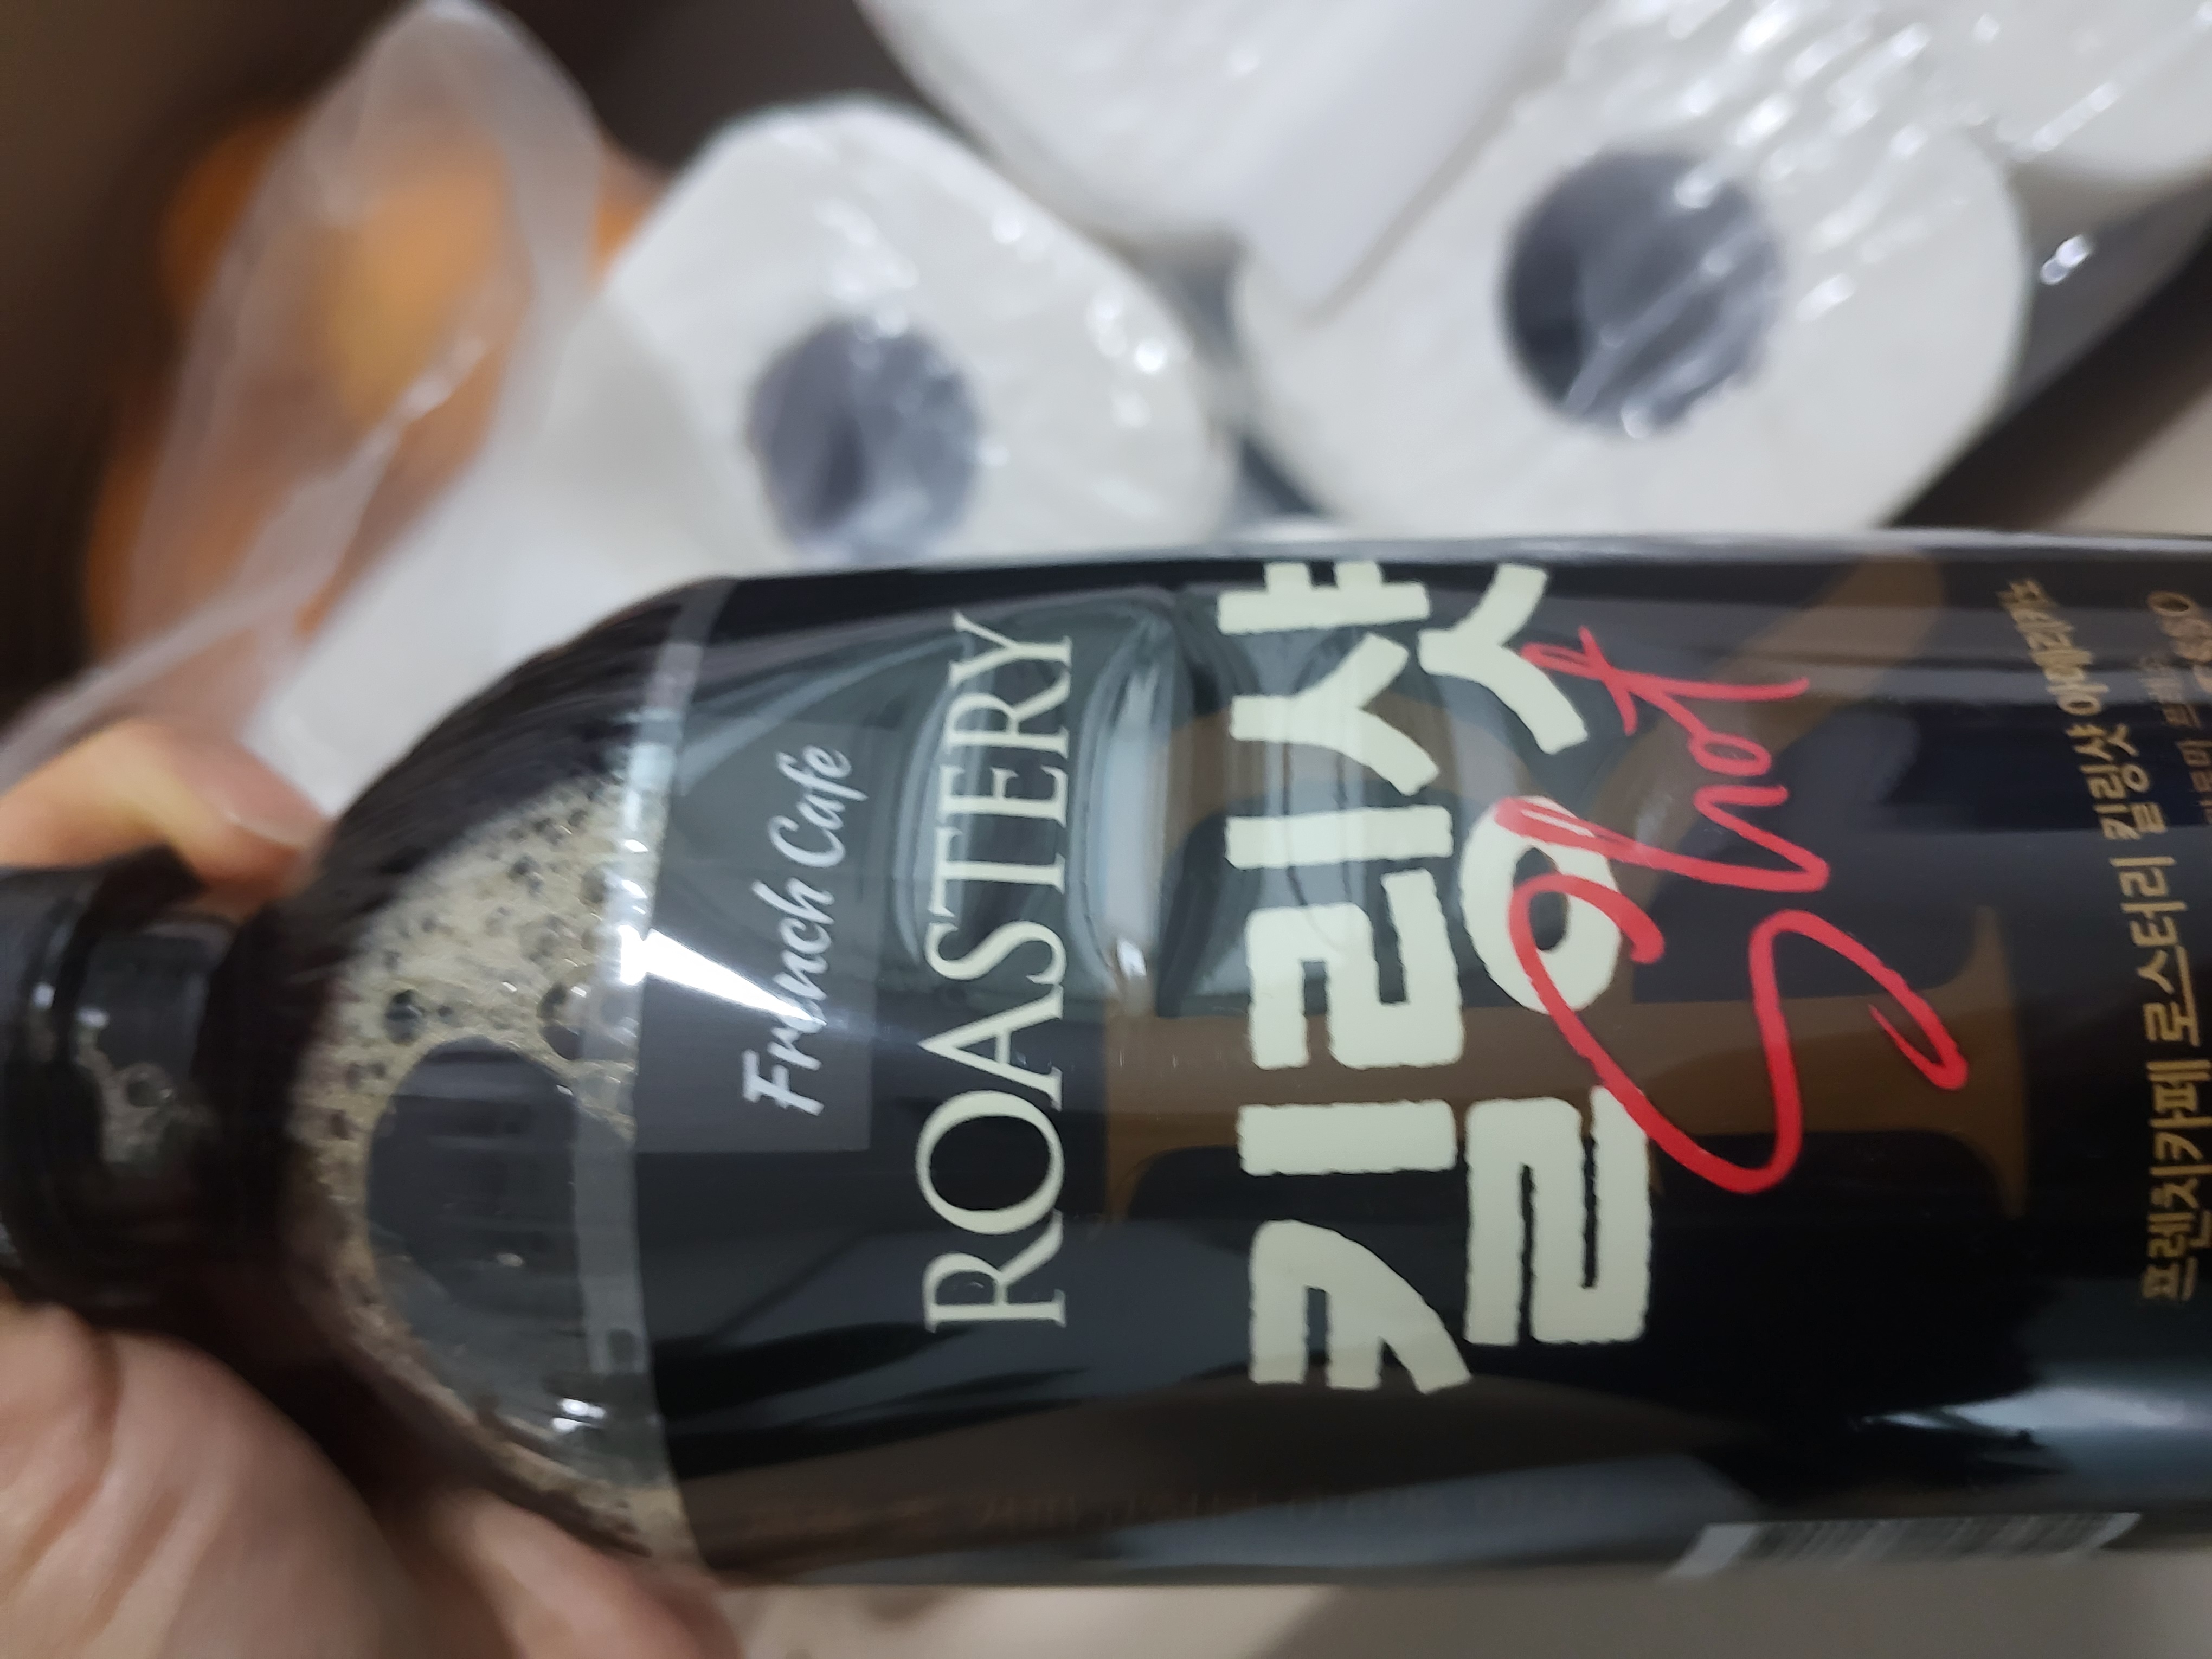 French Cafe
ROASTERY
킬링샷
Shot
프렌치카페 로스터리 킬링샷 아메리카노